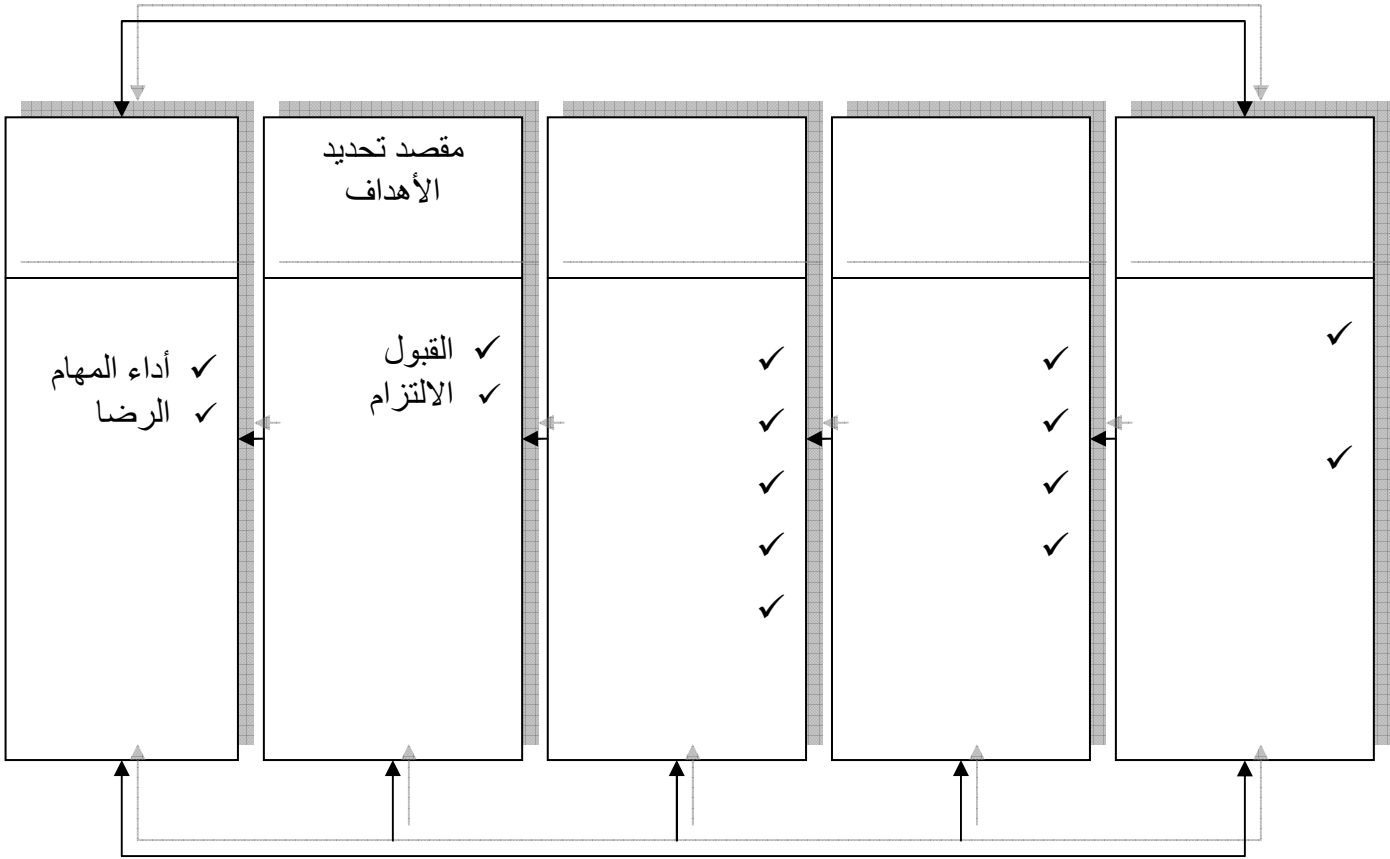 مقصد تحديد
الأهداف
✓ القبول
✓ الالتزام
✓ أداء المهام
✓ الرضا